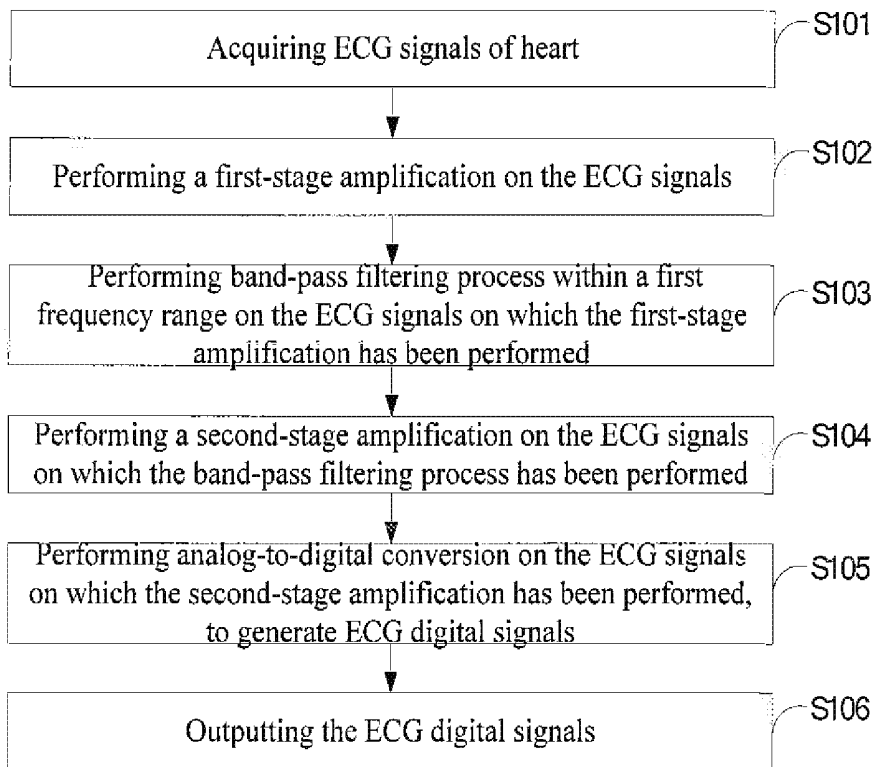 Acquiring ECG signals of heart
S101
Performing a first-stage amplification on the ECG signals
S102
Performing band-pass filtering process within a first
frequency range on the ECG signals on which the first-stage
amplification has been performed
S103
Performing a second-stage amplification on the ECG signals
on which the band-pass filtering process has been performed
S104
Performing analog-to-digital conversion on the ECG signals
on which the second-stage amplification has been performed,
to generate ECG digital signals
S105
Outputting the ECG digital signals
S106